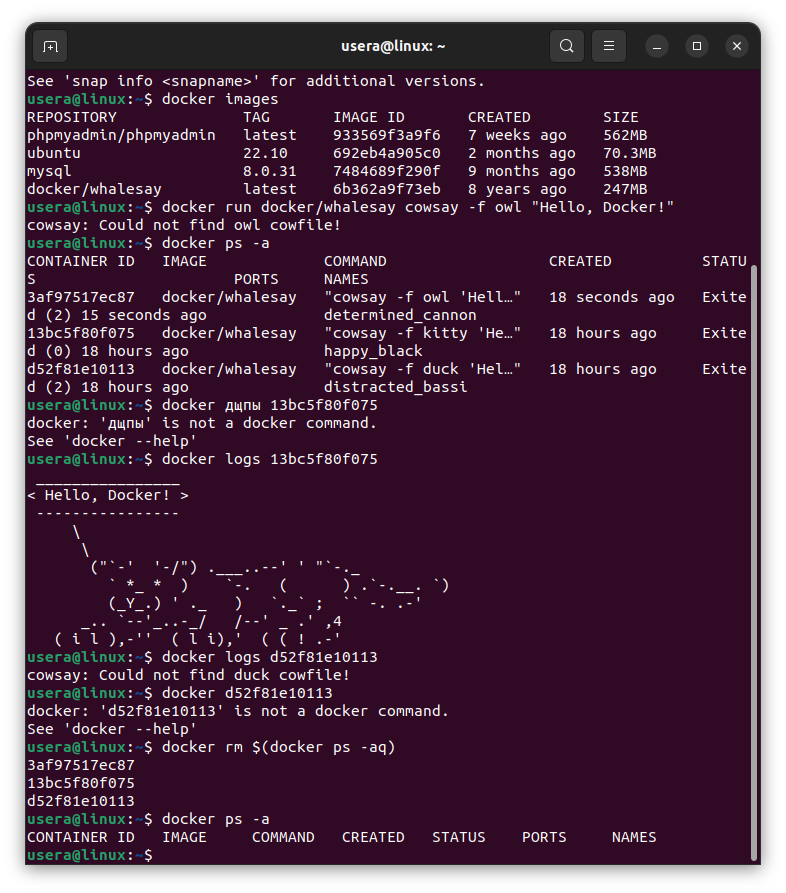 usera@linux: ~
See 'snap info <snapname>' for additional versions.
usera@linux:~$ docker images
REPOSITORY              TAG       IMAGE ID       CREATED        SIZE
phpmyadmin/phpmyadmin   latest    933569f3a9f6   7 weeks ago    562MB
ubuntu                  22.10     692eb4a905c0   2 months ago   70.3MB
mysql                   8.0.31    7484689f290f   9 months ago   538MB
docker/whalesay         latest    6b362a9f73eb   8 years ago    247MB
usera@linux:~$ docker run docker/whalesay cowsay -f owl "Hello, Docker!"
cowsay: Could not find owl cowfile!
usera@linux:~$ docker ps -a
CONTAINER ID   IMAGE             COMMAND                  CREATED          STATU
S                      PORTS     NAMES
3af97517ec87   docker/whalesay   "cowsay -f owl 'Hell…"   18 seconds ago   Exite
d (2) 15 seconds ago             determined_cannon
13bc5f80f075   docker/whalesay   "cowsay -f kitty 'He…"   18 hours ago     Exite
d (0) 18 hours ago               happy_black
d52f81e10113   docker/whalesay   "cowsay -f duck 'Hel…"   18 hours ago     Exite
d (2) 18 hours ago               distracted_bassi
usera@linux:~$ docker дщпы 13bc5f80f075
docker: 'дщпы' is not a docker command.
See 'docker --help'
usera@linux:~$ docker logs 13bc5f80f075
 ________________
< Hello, Docker! >
 ----------------
     \
      \
       ("`-'  '-/") .___..--' ' "`-._
         ` *_ *  )    `-.   (      ) .`-.__. `)
         (_Y_.) ' ._   )   `._` ;  `` -. .-'
      _.. `--'_..-_/   /--' _ .' ,4
   ( i l ),-''  ( l i),'  ( ( ! .-'
usera@linux:~$ docker logs d52f81e10113
cowsay: Could not find duck cowfile!
usera@linux:~$ docker d52f81e10113
docker: 'd52f81e10113' is not a docker command.
See 'docker --help'
usera@linux:~$ docker rm $(docker ps -aq)
3af97517ec87
13bc5f80f075
d52f81e10113
usera@linux:~$ docker ps -a
CONTAINER ID   IMAGE     COMMAND   CREATED   STATUS    PORTS     NAMES
usera@linux:~$